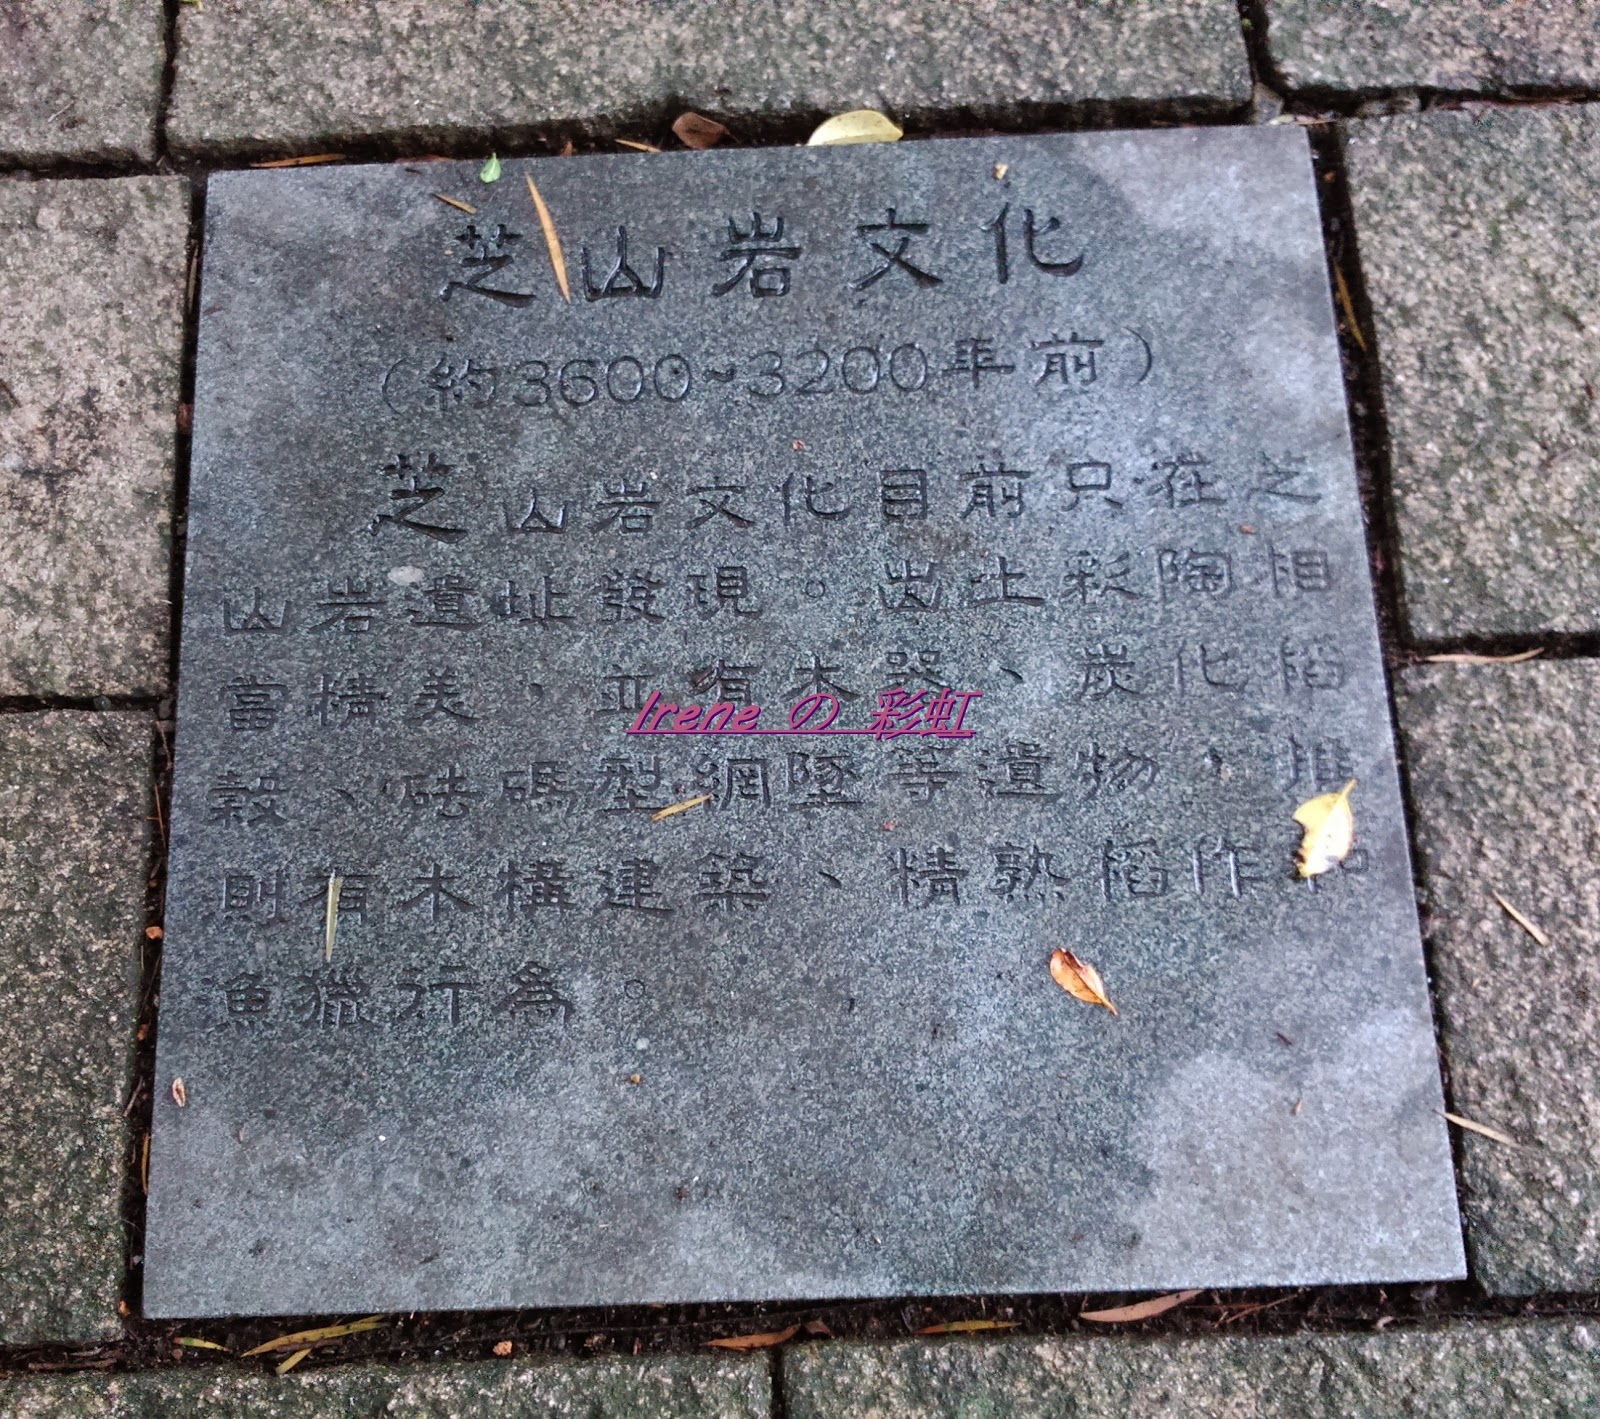 芝山岩文化
(約3600~3200年前)
芝山岩文化目前只在芝
山岩遺址發現。出土彩陶相
當精美，並有木器、炭化稻
穀、砝碼型網墜等遺物，推
則有木構建築、精熟稻作和
漁獵行為。
Irene の 彩虹